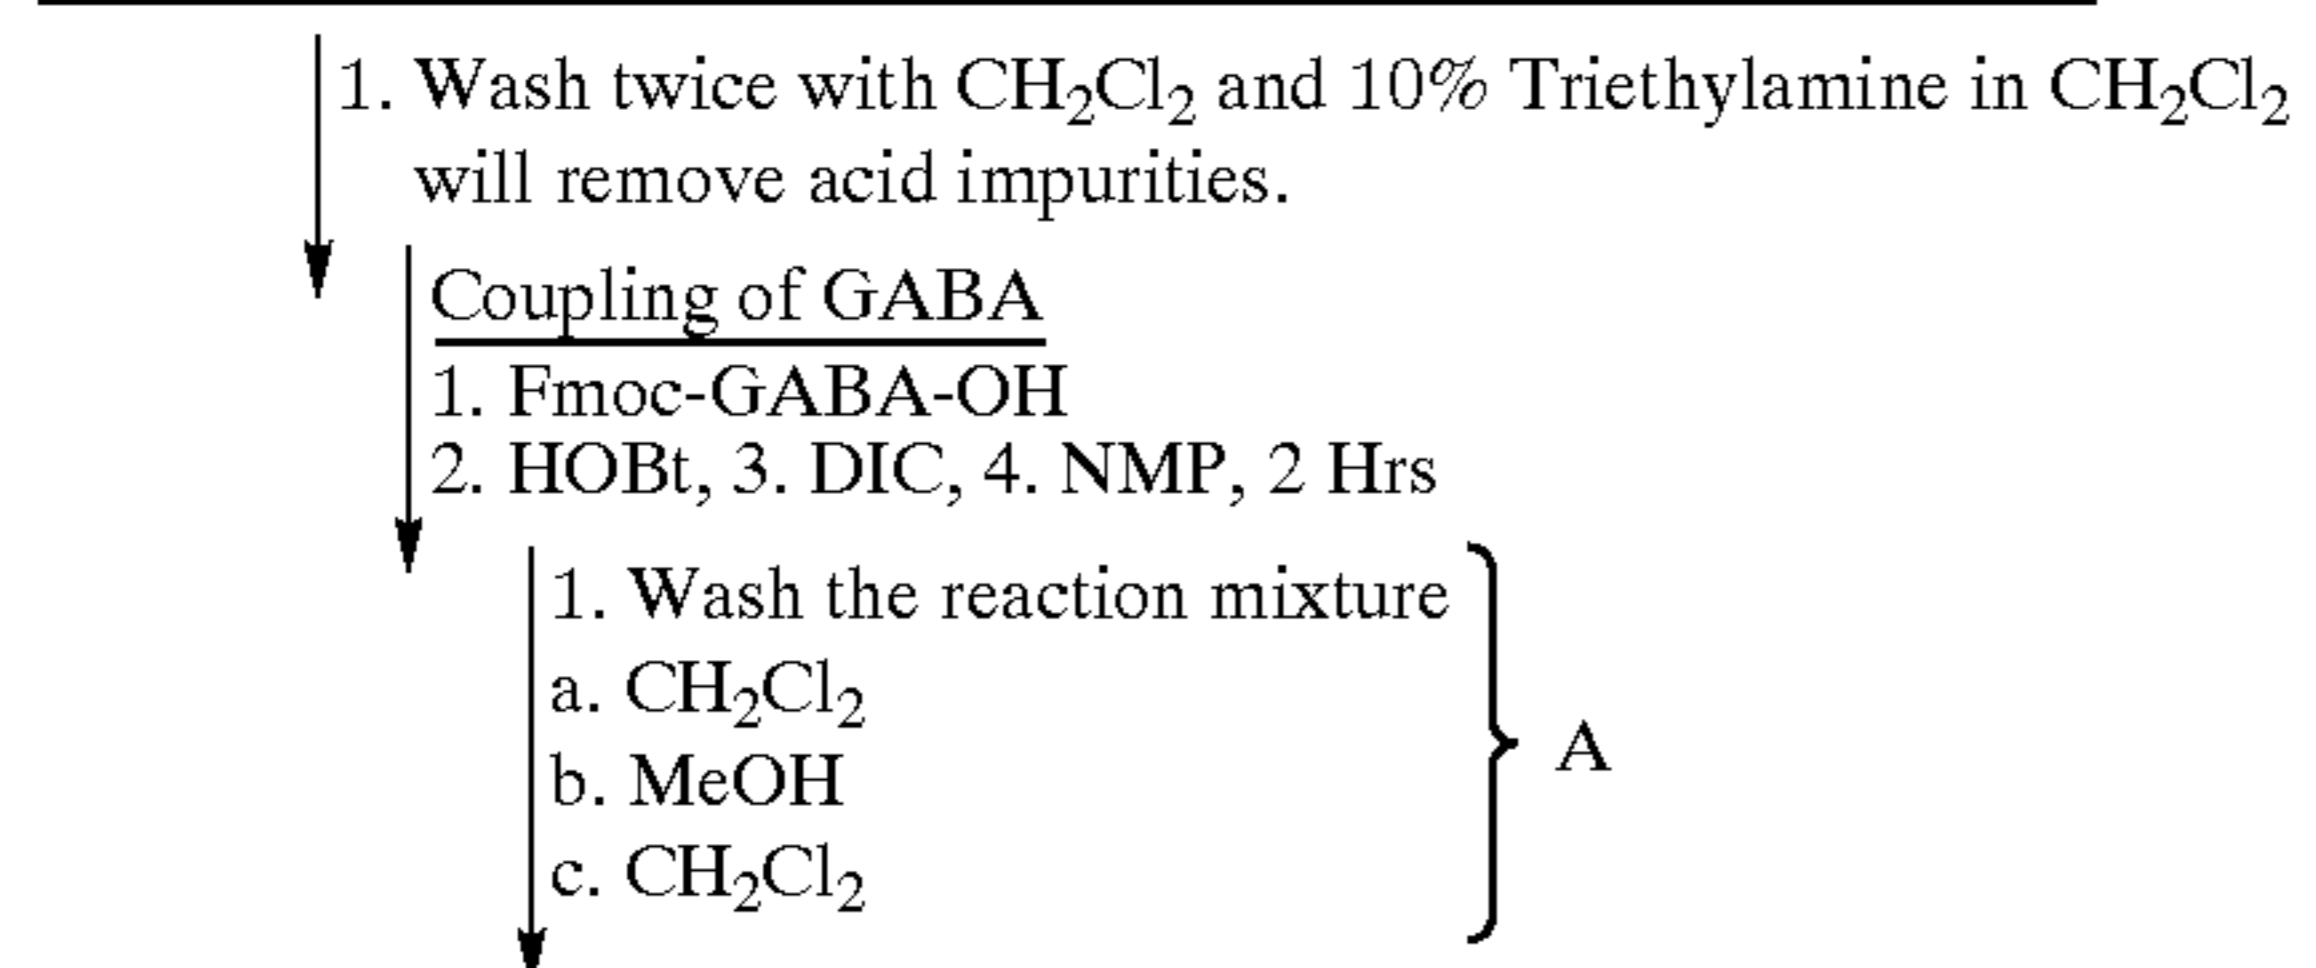 1. Wash twice with CH₂Cl₂ and 10% Triethylamine in CH₂Cl₂
will remove acid impurities.
Coupling of GABA
1. Fmoc-GABA-OH
2. HOBt, 3. DIC, 4. NMP, 2 Hrs
1. Wash the reaction mixture
a. CH₂Cl₂
b. MeOH
c. CH₂Cl₂
A